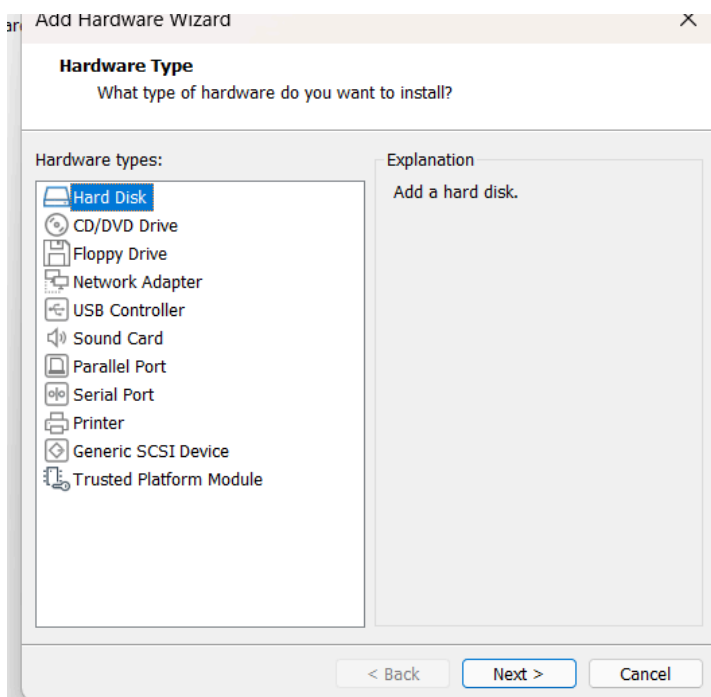 Add Hardware Wizard
Hardware Type
What type of hardware do you want to install?
Hardware types:
Explanation
Hard Disk
Add a hard disk.
CD/DVD Drive
Floppy Drive
Network Adapter
USB Controller
Sound Card
Parallel Port
Serial Port
Printer
Generic SCSI Device
Trusted Platform Module
< Back
Next >
Cancel